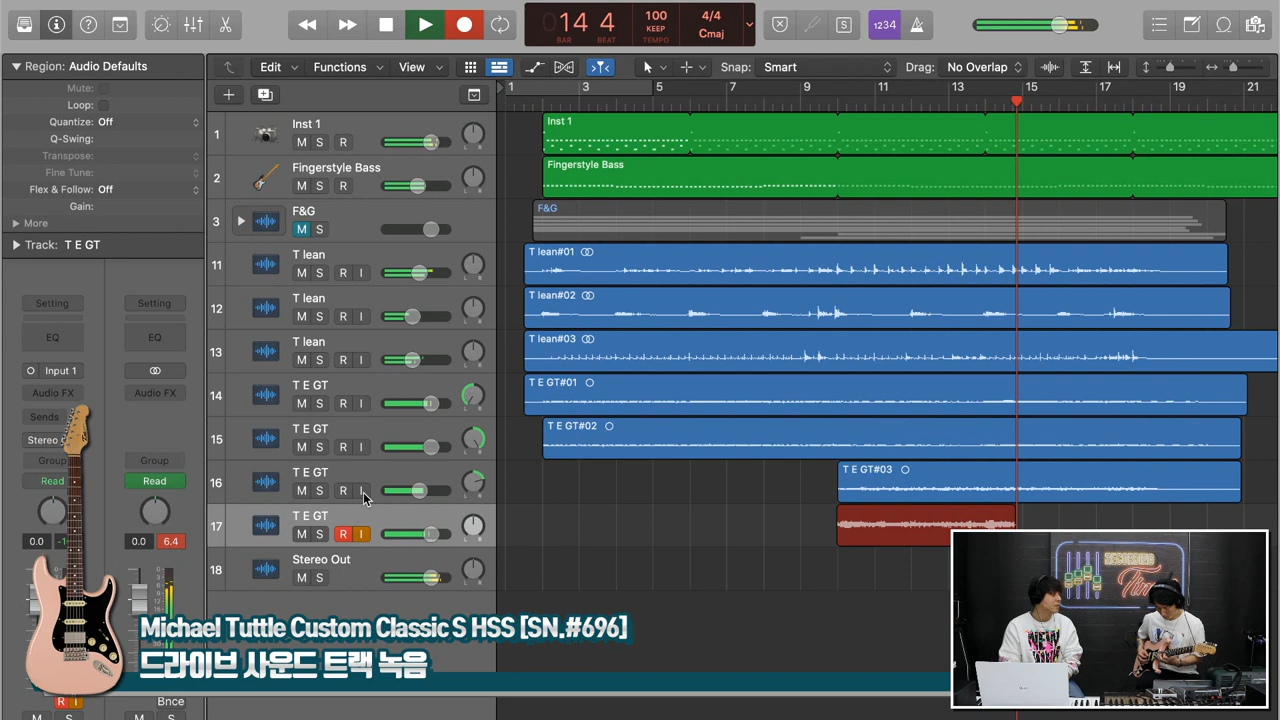 14 4
BAR BEAT
100
KEEP
TEMPO
4/4
Cmaj
1234
Region: Audio Defaults
Mute:
Loop:
Quantize: Off
Q-Swing:
Transpose:
Fine Tune:
Flex & Follow: Off
Gain:
More
Track: T E GT
Edit
Functions
View
Snap: Smart
Drag: No Overlap
1 3 5 7 9 11 13 15 17 19 21
1 Inst 1
M S R
Inst 1
2 Fingerstyle Bass
M S R
Fingerstyle Bass
3 F&G
M S
F&G
11 T lean
M S R I
T lean#01
12 T lean
M S R I
T lean#02
13 T lean
M S R I
T lean#03
14 T E GT
M S R I
T E GT#01
15 T E GT
M S R I
T E GT#02
16 T E GT
M S R I
T E GT#03
17 T E GT
M S R I
18 Stereo Out
M S
Setting Setting
EQ EQ
Input 1
Audio FX Audio FX
Sends
Stereo
Group Group
Read Read
0.0 0.0 6.4
R I Bnce
M S M S
RECORDING
Time
Michael Tuttle Custom Classic S HSS [SN.#696]
드라이브 사운드 트랙 녹음